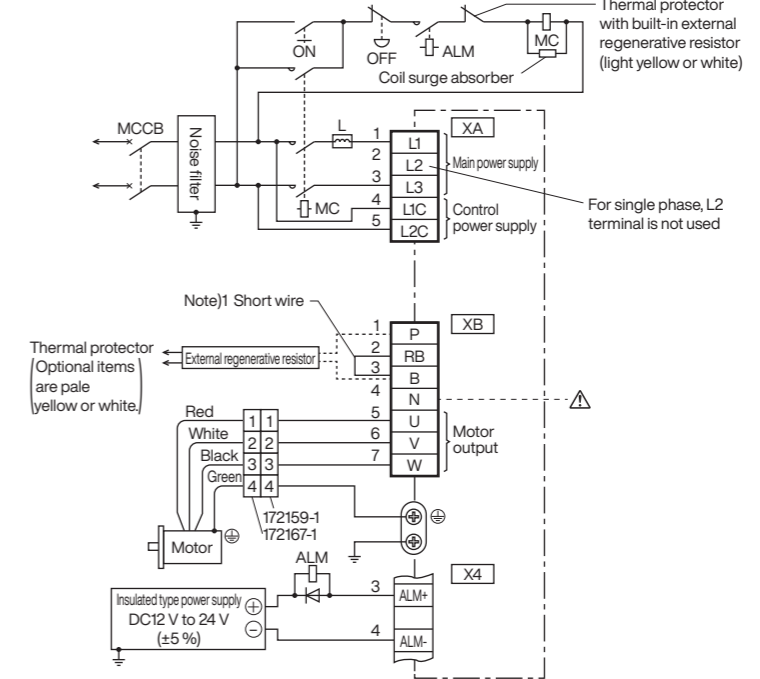 Thermal protector
with built-in external
regenerative resistor
(light yellow or white)
ON
OFF
ALM
MC
Coil surge absorber
MCCB
Noise filter
L
MC
1
2
3
4
5
L1
L2
L3
L1C
L2C
XA
Main power supply
Control
power supply
For single phase, L2
terminal is not used
Note)1 Short wire
Thermal protector
(Optional items
are pale
yellow or white.)
External regenerative resistor
1
2
3
4
5
6
7
P
RB
B
N
U
V
W
XB
Motor
output
Red
White
Black
Green
1 1
2 2
3 3
4 4
172159-1
172167-1
Motor
ALM
Insulated type power supply
DC12 V to 24 V
(±5 %)
3
4
ALM+
ALM-
X4